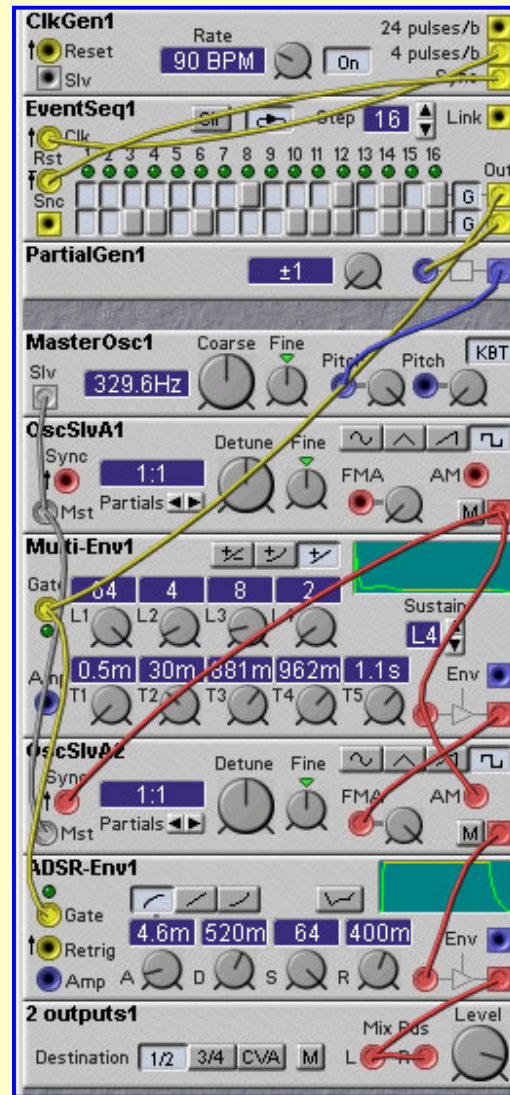 ClkGen1
Rate
24 pulses/b
Reset
90 BPM
On
4 pulses/b
Slv
Sync
EventSeq1
Clk
Clr
Step
16
Link
Rst
1 2 3 4 5 6 7 8 9 10 11 12 13 14 15 16
Out
Snc
G
G
PartialGen1
±1
MasterOsc1
Coarse
Fine
Pitch
Pitch
KBT
Slv
329.6Hz
OscSlvA1
Sync
Detune
Fine
1:1
FMA
AM
Mst
Partials
M
Multi-Env1
Gate
64 4 8 2
L1 L2 L3 L4
Sustain
L4
Amp
0.5m 30m 881m 962m 1.1s
T1 T2 T3 T4 T5
Env
OscSlvA2
Sync
Detune
Fine
1:1
FMA
AM
Mst
Partials
M
ADSR-Env1
Gate
4.6m 520m 64 400m
Env
Retrig
Amp
A D S R
2 outputs1
Mix Bus
Level
Destination
1/2
3/4
CVA
M
L
R